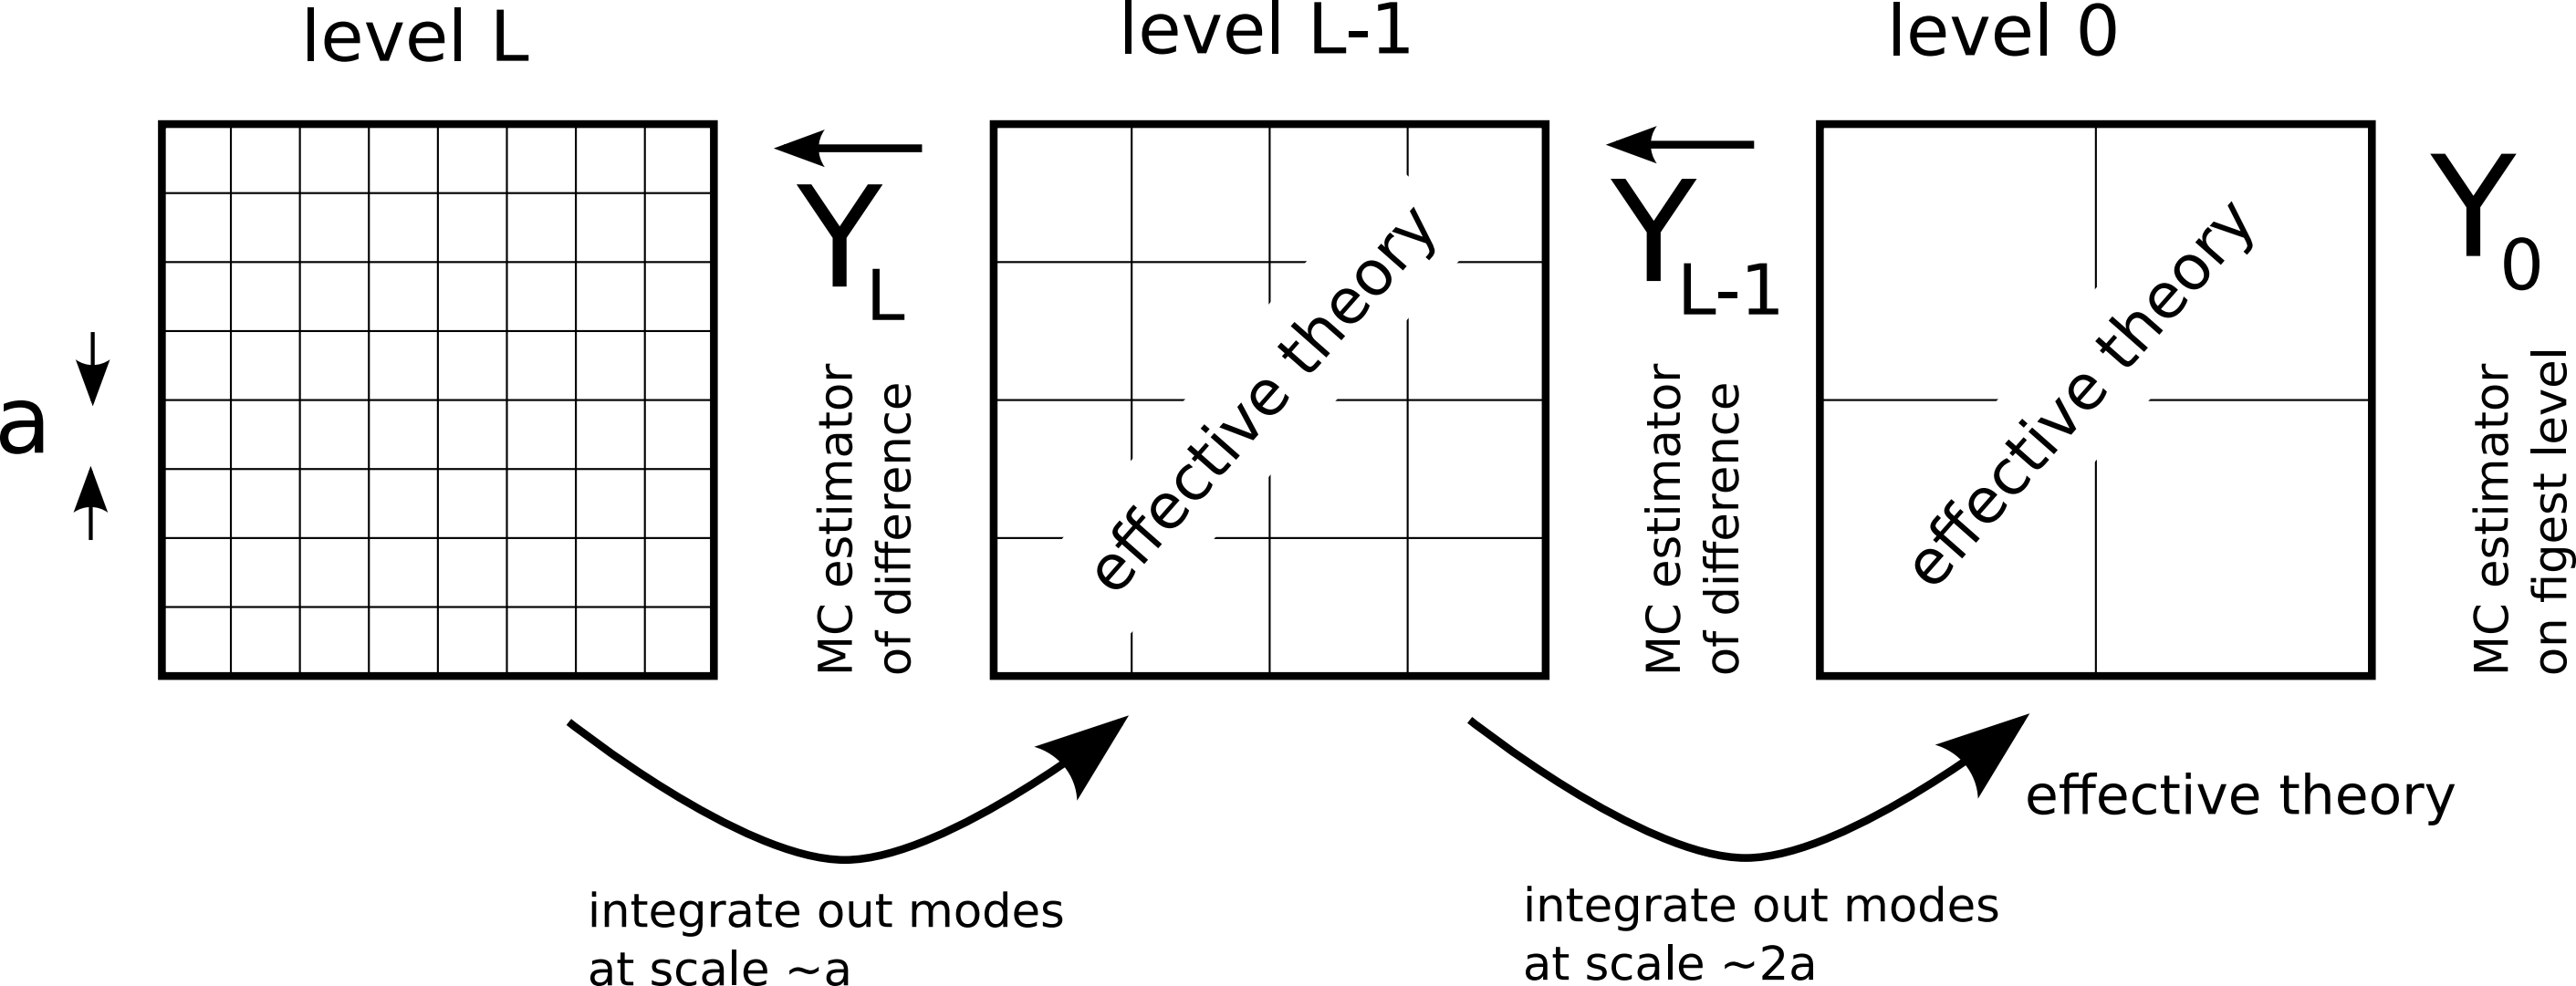 level L
level L-1
level 0
a
Y_L
MC estimator
of difference
effective theory
Y_L-1
MC estimator
of difference
effective theory
Y_0
MC estimator
on figest level
effective theory
integrate out modes
at scale ~a
integrate out modes
at scale ~2a